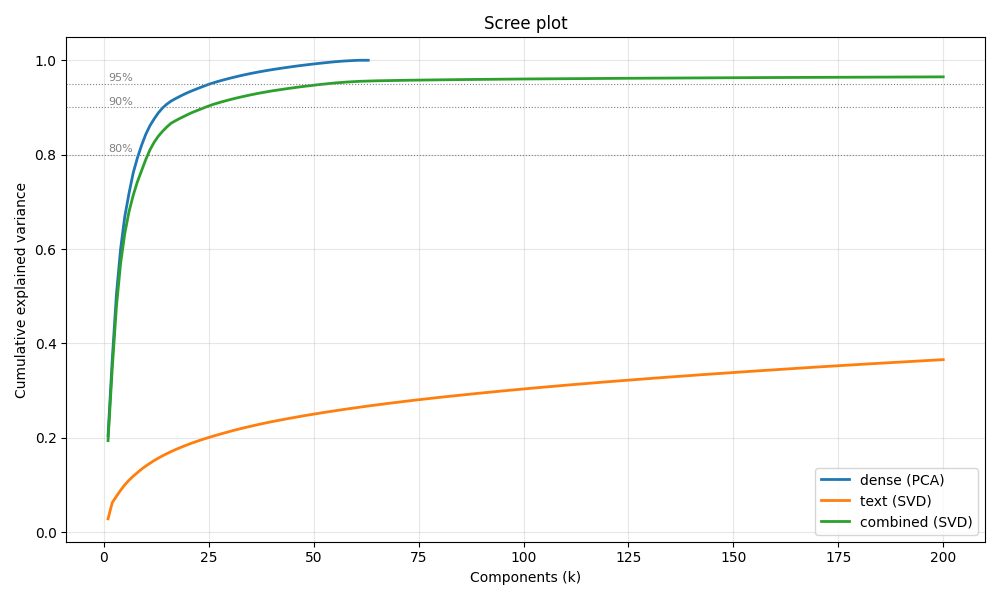 Scree plot
Cumulative explained variance
1.0
0.8
0.6
0.4
0.2
0.0
95%
90%
80%
dense (PCA)
text (SVD)
combined (SVD)
0 25 50 75 100 125 150 175 200
Components (k)